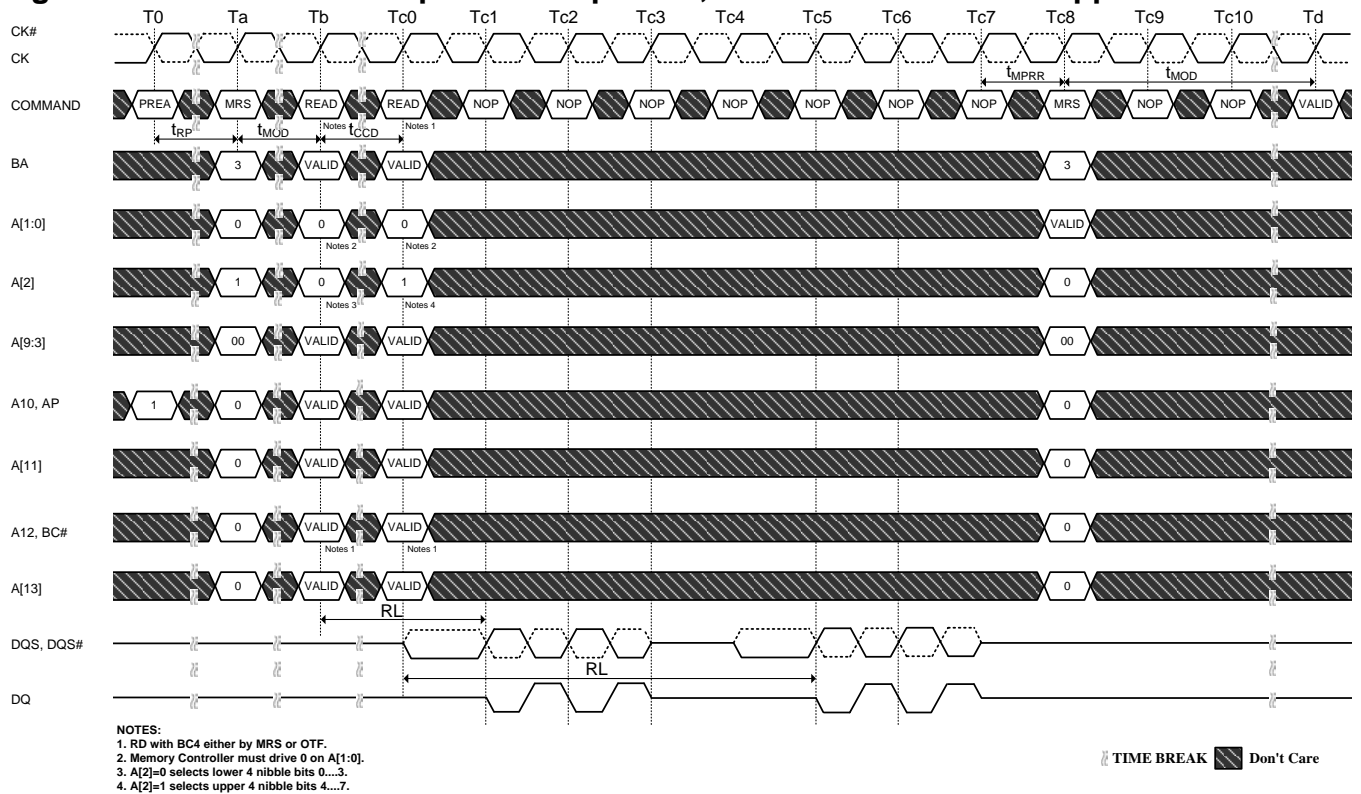 T0 Ta Tb Tc0 Tc1 Tc2 Tc3 Tc4 Tc5 Tc6 Tc7 Tc8 Tc9 Tc10 Td
CK#
CK
tMPRR tMOD
COMMAND PREA MRS READ READ NOP NOP NOP NOP NOP NOP NOP MRS NOP NOP VALID
Notes 1 Notes 1
tRP tMOD tCCD
BA 3 VALID VALID 3
A[1:0] 0 0 0 VALID
Notes 2 Notes 2
A[2] 1 0 1 0
Notes 3 Notes 4
A[9:3] 00 VALID VALID 00
A10, AP 1 0 VALID VALID 0
A[11] 0 VALID VALID 0
A12, BC# 0 VALID VALID 0
Notes 1 Notes 1
A[13] 0 VALID VALID 0
RL
DQS, DQS#
RL
DQ
NOTES:
1. RD with BC4 either by MRS or OTF.
2. Memory Controller must drive 0 on A[1:0].
3. A[2]=0 selects lower 4 nibble bits 0....3.
4. A[2]=1 selects upper 4 nibble bits 4....7.
TIME BREAK Don't Care